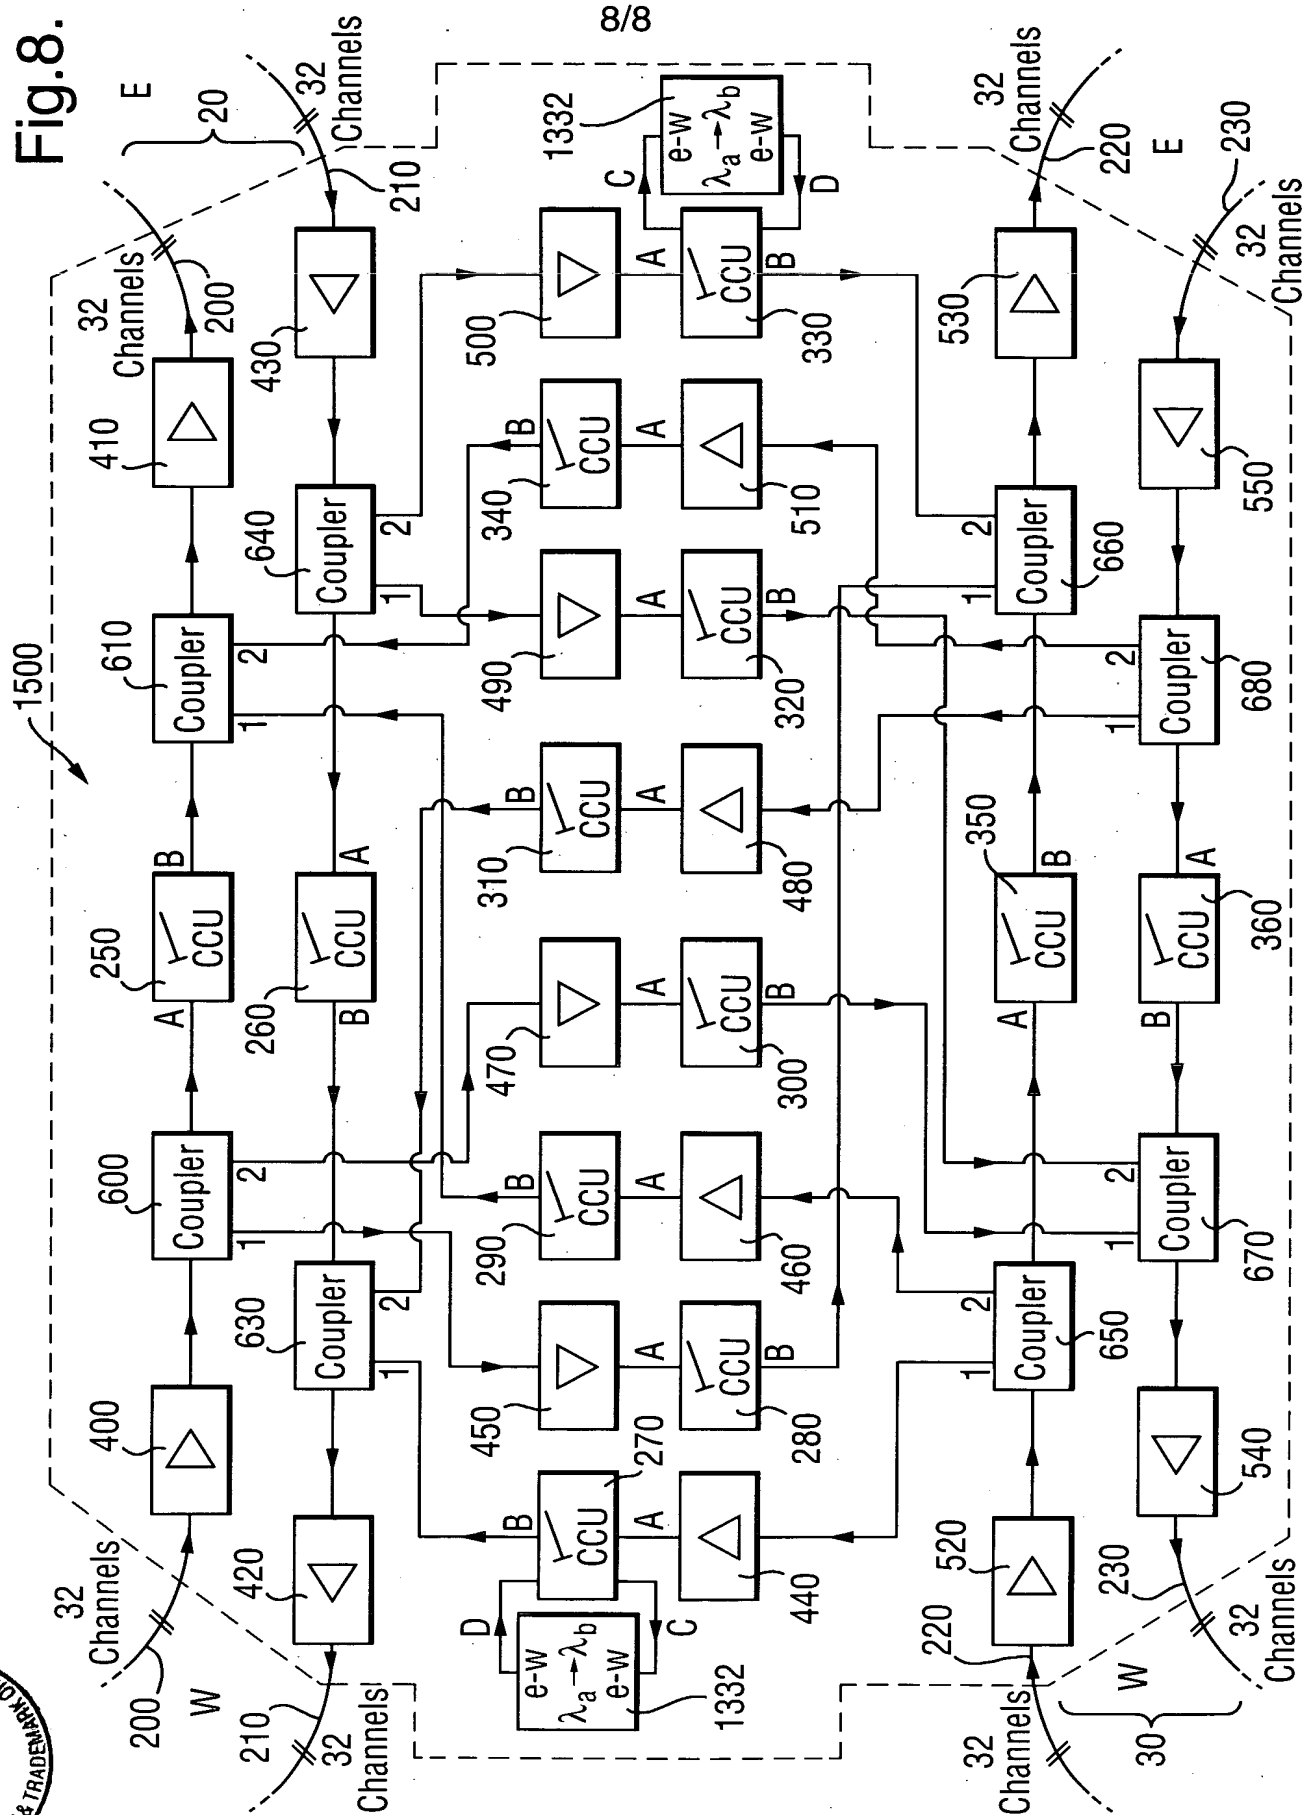 8/8
Fig.8.
1500
E
20
32
Channels
200
410
610
Coupler
1
2
B
250
CCU
A
600
Coupler
1
2
400
32
Channels
200
W
32
Channels
210
430
640
Coupler
1
2
A
260
CCU
B
630
Coupler
1
2
420
210
32
Channels
500
A
330
CCU
B
C
D
1332
e-w
λa→λb
e-w
B
340
CCU
A
510
490
A
320
CCU
B
B
310
CCU
A
480
470
A
300
CCU
B
B
290
CCU
A
460
450
A
280
CCU
B
B
270
CCU
A
440
D
C
1332
e-w
λa→λb
e-w
32
Channels
220
530
660
Coupler
1
2
350
CCU
B
A
650
Coupler
1
2
520
220
32
Channels
E
230
32
Channels
550
680
Coupler
1
2
A
360
CCU
B
670
Coupler
1
2
540
230
32
Channels
W
30
& TRADEMARK